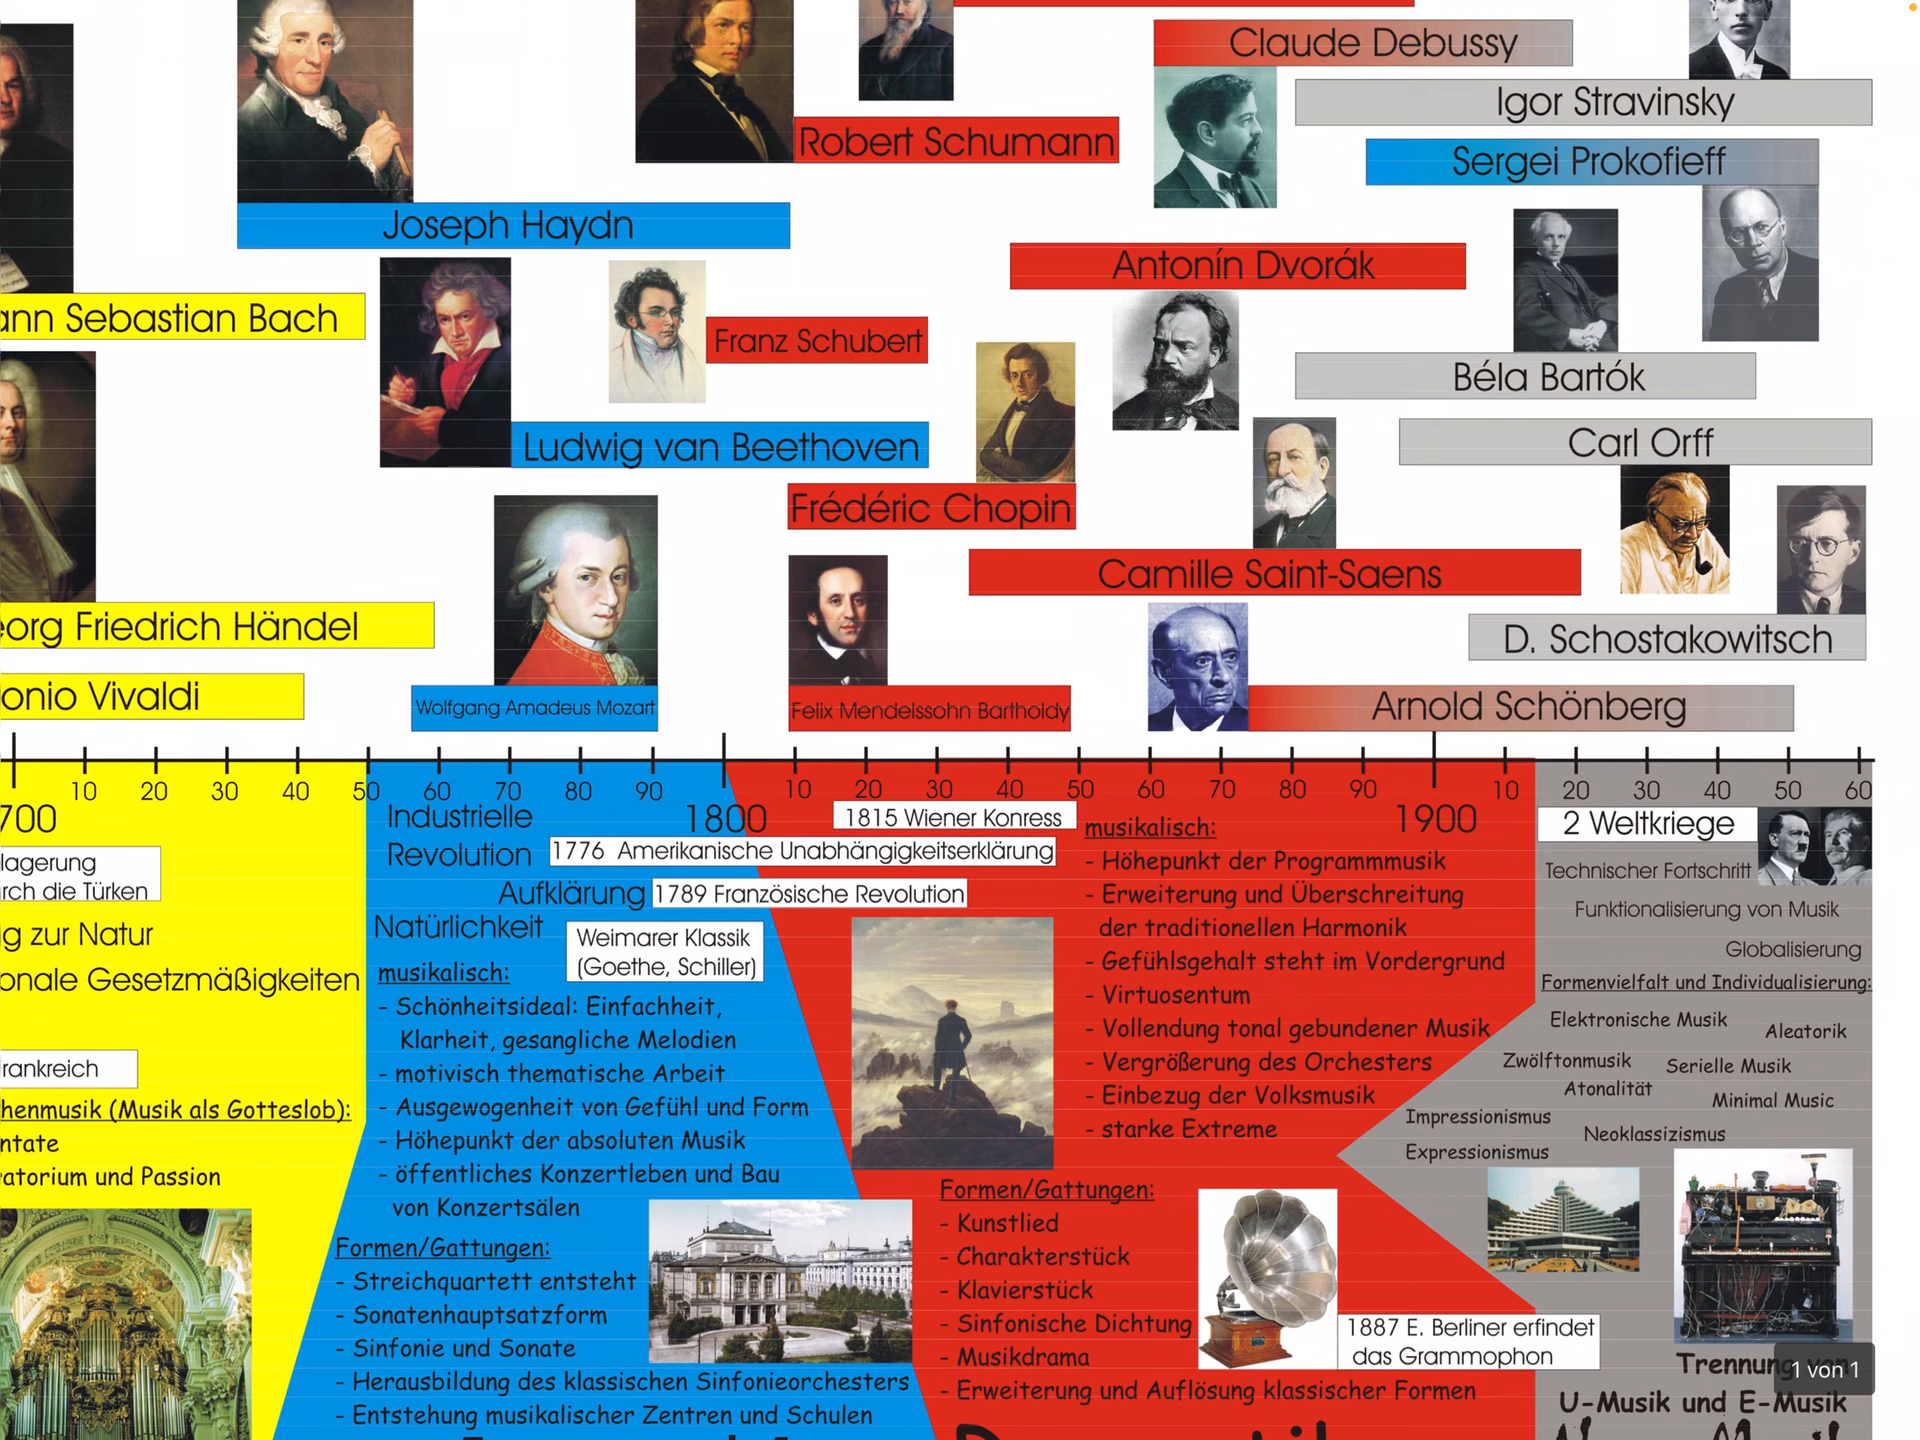 Claude Debussy
Igor Stravinsky
Robert Schumann
Sergei Prokofieff
Joseph Haydn
Antonín Dvorák
ann Sebastian Bach
Franz Schubert
Béla Bartók
Ludwig van Beethoven
Carl Orff
Frédéric Chopin
Camille Saint-Saens
eorg Friedrich Händel
D. Schostakowitsch
onio Vivaldi
Wolfgang Amadeus Mozart
Felix Mendelssohn Bartholdy
Arnold Schönberg
10 20 30 40 50 60 70 80 90 10 20 30 40 50 60 70 80 90 10 20 30 40 50 60
700 1800 1900
lagerung
rch die Türken
ig zur Natur
onale Gesetzmäßigkeiten
rankreich
henmusik (Musik als Gotteslob):
ntate
atorium und Passion
Industrielle
Revolution
1776 Amerikanische Unabhängigkeitserklärung
Aufklärung
1789 Französische Revolution
Natürlichkeit
Weimarer Klassik
(Goethe, Schiller)
musikalisch:
- Schönheitsideal: Einfachheit,
Klarheit, gesangliche Melodien
- motivisch thematische Arbeit
- Ausgewogenheit von Gefühl und Form
- Höhepunkt der absoluten Musik
- öffentliches Konzertleben und Bau
von Konzertsälen
Formen/Gattungen:
- Streichquartett entsteht
- Sonatenhauptsatzform
- Sinfonie und Sonate
- Herausbildung des klassischen Sinfonieorchesters
- Entstehung musikalischer Zentren und Schulen
1815 Wiener Konress
musikalisch:
- Höhepunkt der Programmmusik
- Erweiterung und Überschreitung
der traditionellen Harmonik
- Gefühlsgehalt steht im Vordergrund
- Virtuosentum
- Vollendung tonal gebundener Musik
- Vergrößerung des Orchesters
- Einbezug der Volksmusik
- starke Extreme
Formen/Gattungen:
- Kunstlied
- Charakterstück
- Klavierstück
- Sinfonische Dichtung
- Musikdrama
- Erweiterung und Auflösung klassischer Formen
1887 E. Berliner erfindet
das Grammophon
2 Weltkriege
Technischer Fortschritt
Funktionalisierung von Musik
Globalisierung
Formenvielfalt und Individualisierung:
Elektronische Musik
Aleatorik
Zwölftonmusik
Serielle Musik
Atonalität
Minimal Music
Impressionismus
Neoklassizismus
Expressionismus
Trennung von
1 von 1
U-Musik und E-Musik